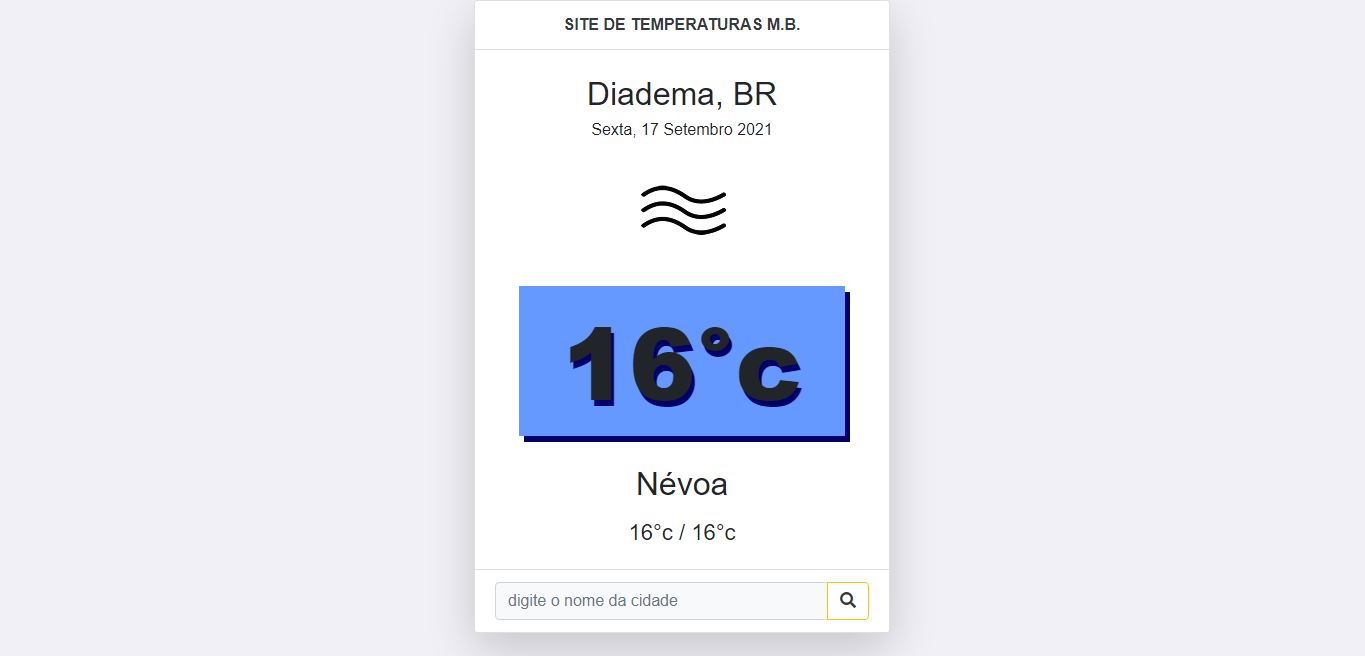 SITE DE TEMPERATURAS M.B.
Diadema, BR
Sexta, 17 Setembro 2021
16°c
Névoa
16°c / 16°c
digite o nome da cidade